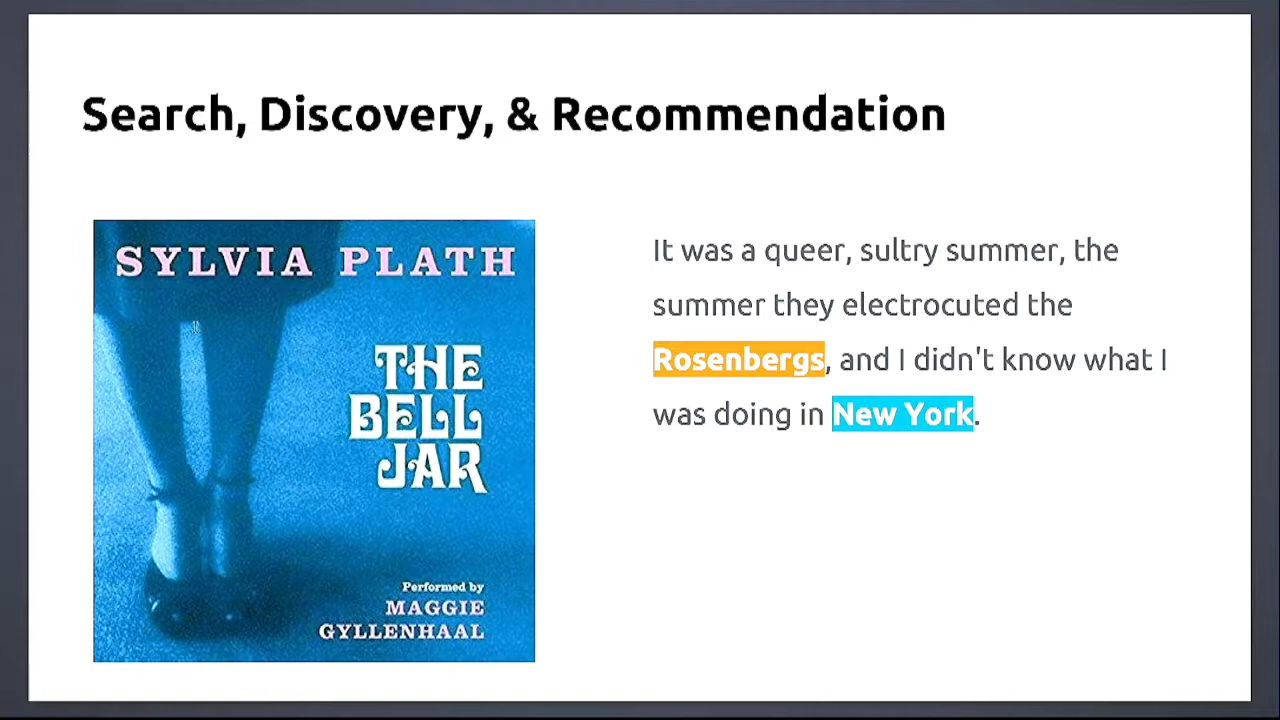 Search, Discovery, & Recommendation
SYLVIA PLATH
THE
BELL
JAR
Performed by
MAGGIE
GYLLENHAAL
It was a queer, sultry summer, the
summer they electrocuted the
Rosenbergs, and I didn't know what I
was doing in New York.